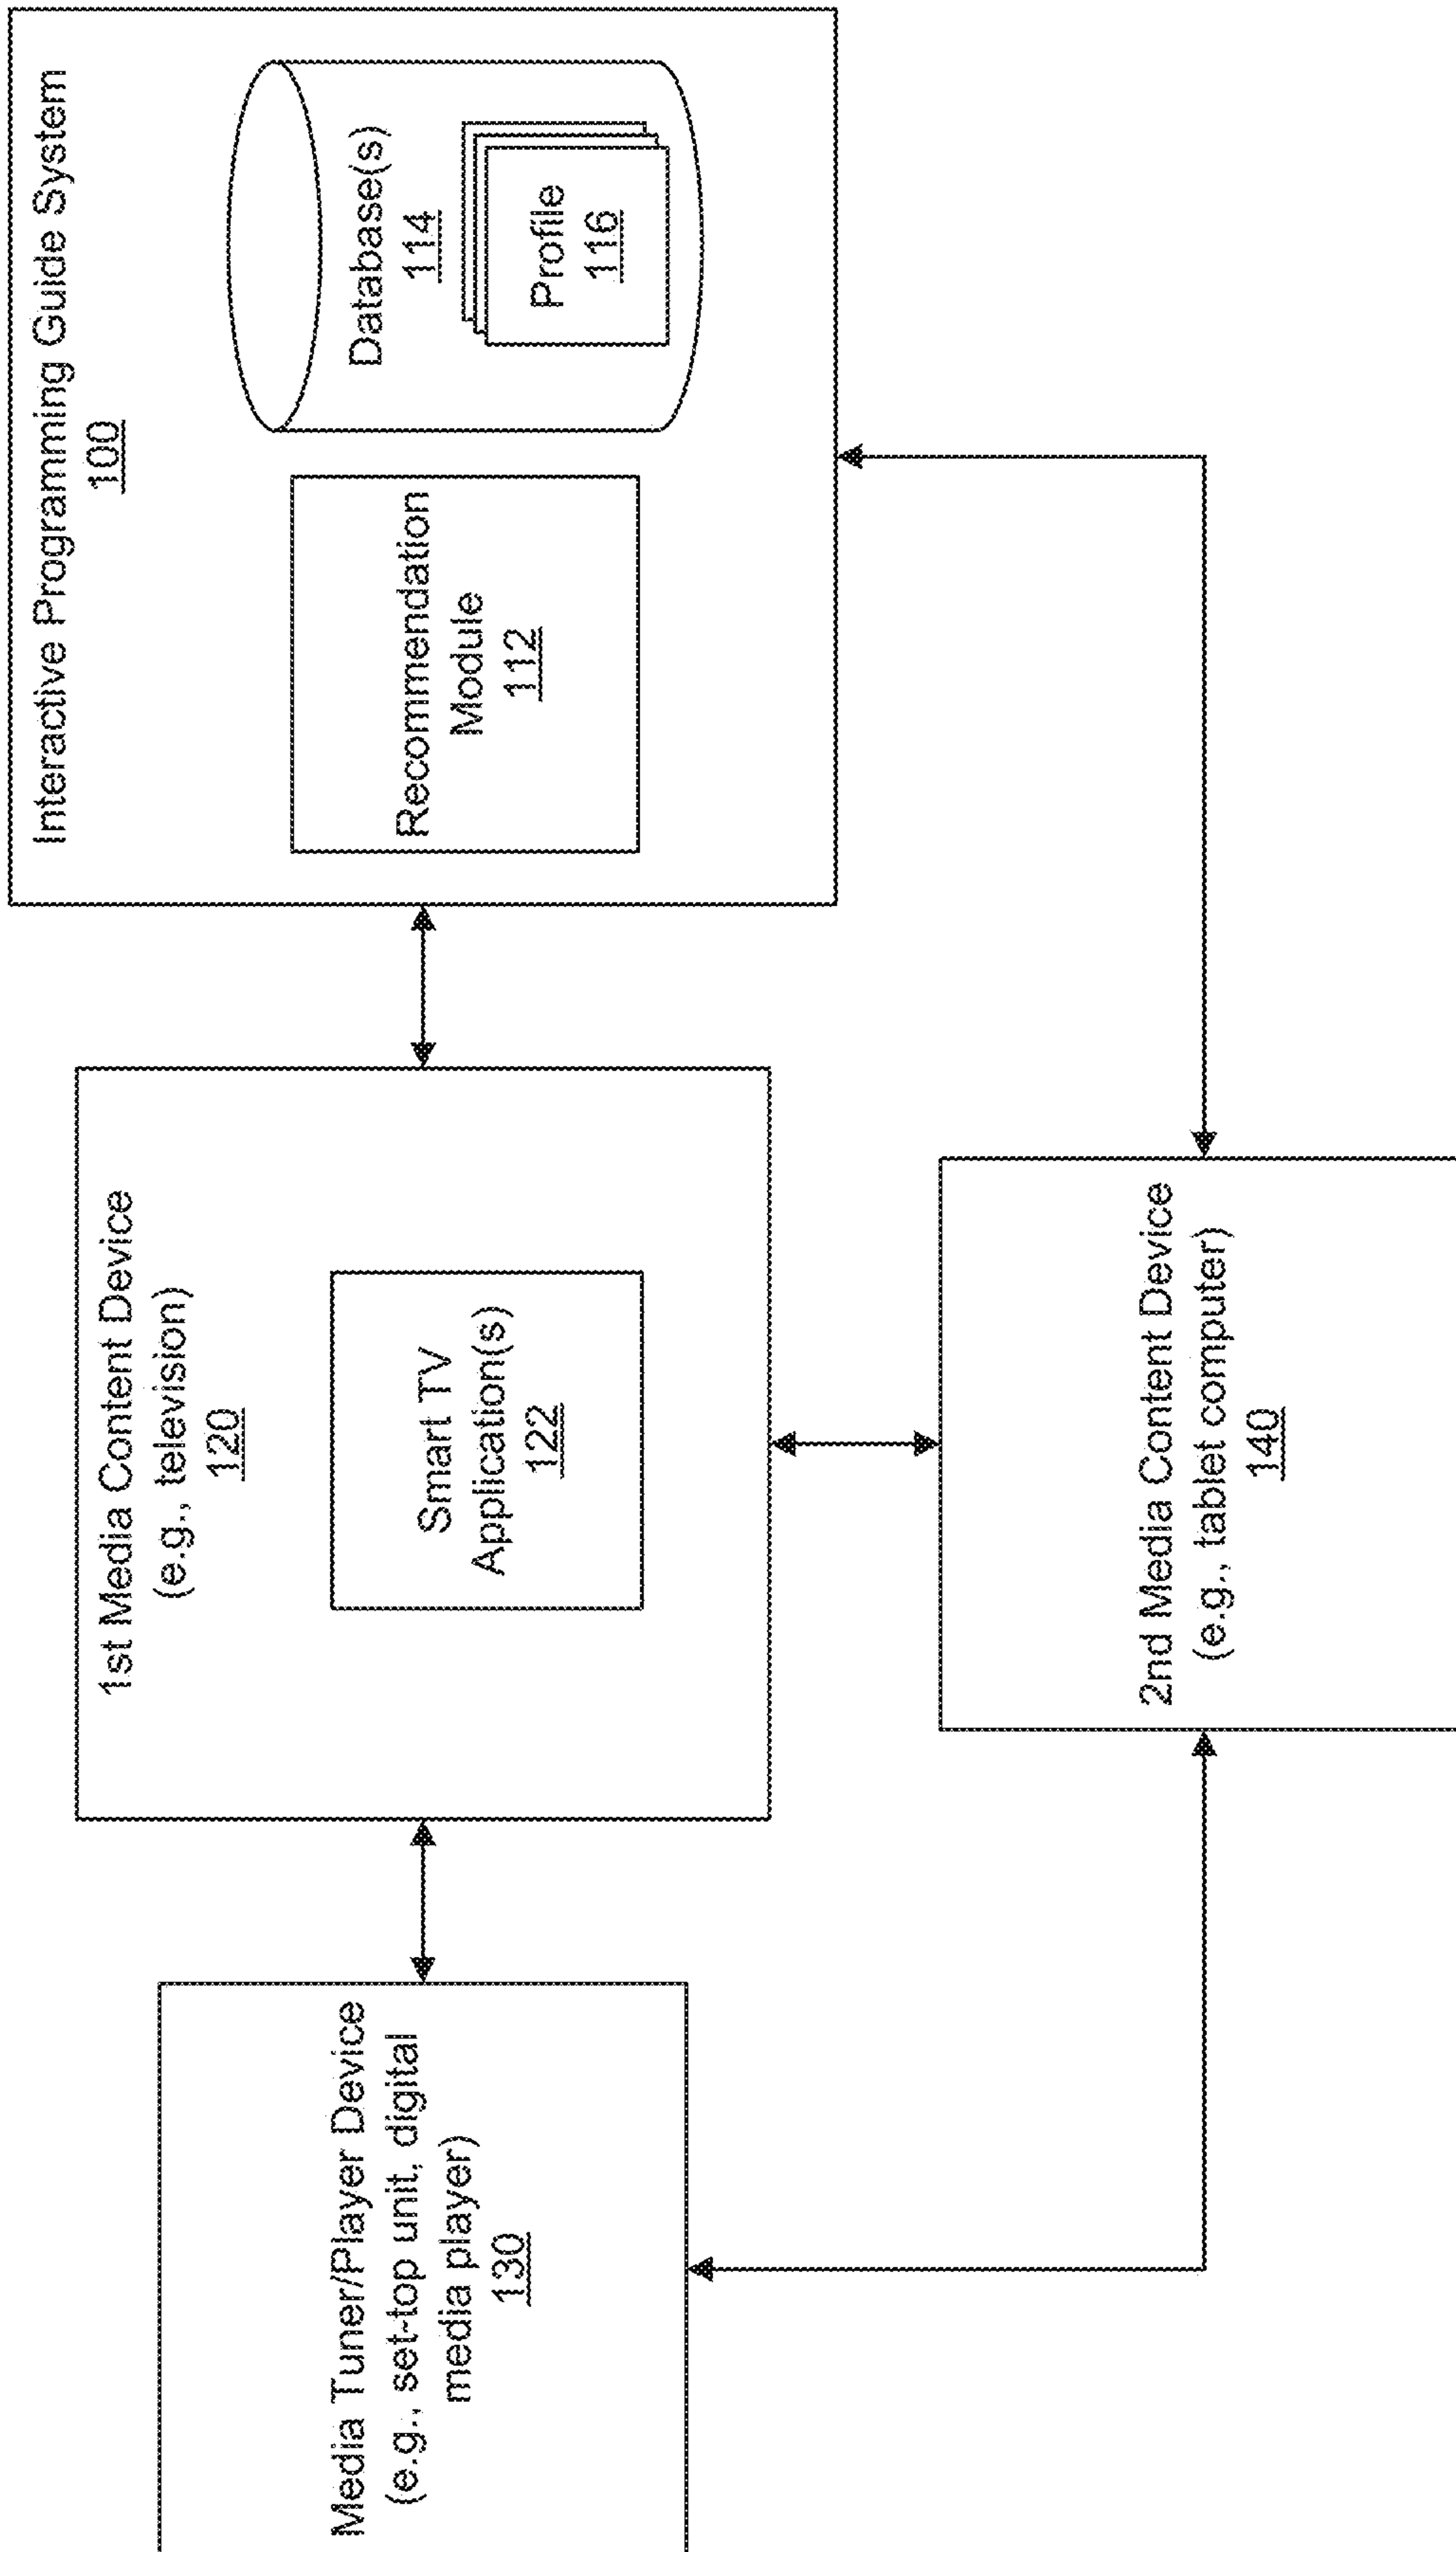 Media Tuner/Player Device
(e.g., set-top unit, digital
media player)
130
1st Media Content Device
(e.g., television)
120
Smart TV
Application(s)
122
Interactive Programming Guide System
100
Recommendation
Module
112
Database(s)
114
Profile
116
2nd Media Content Device
(e.g., tablet computer)
140